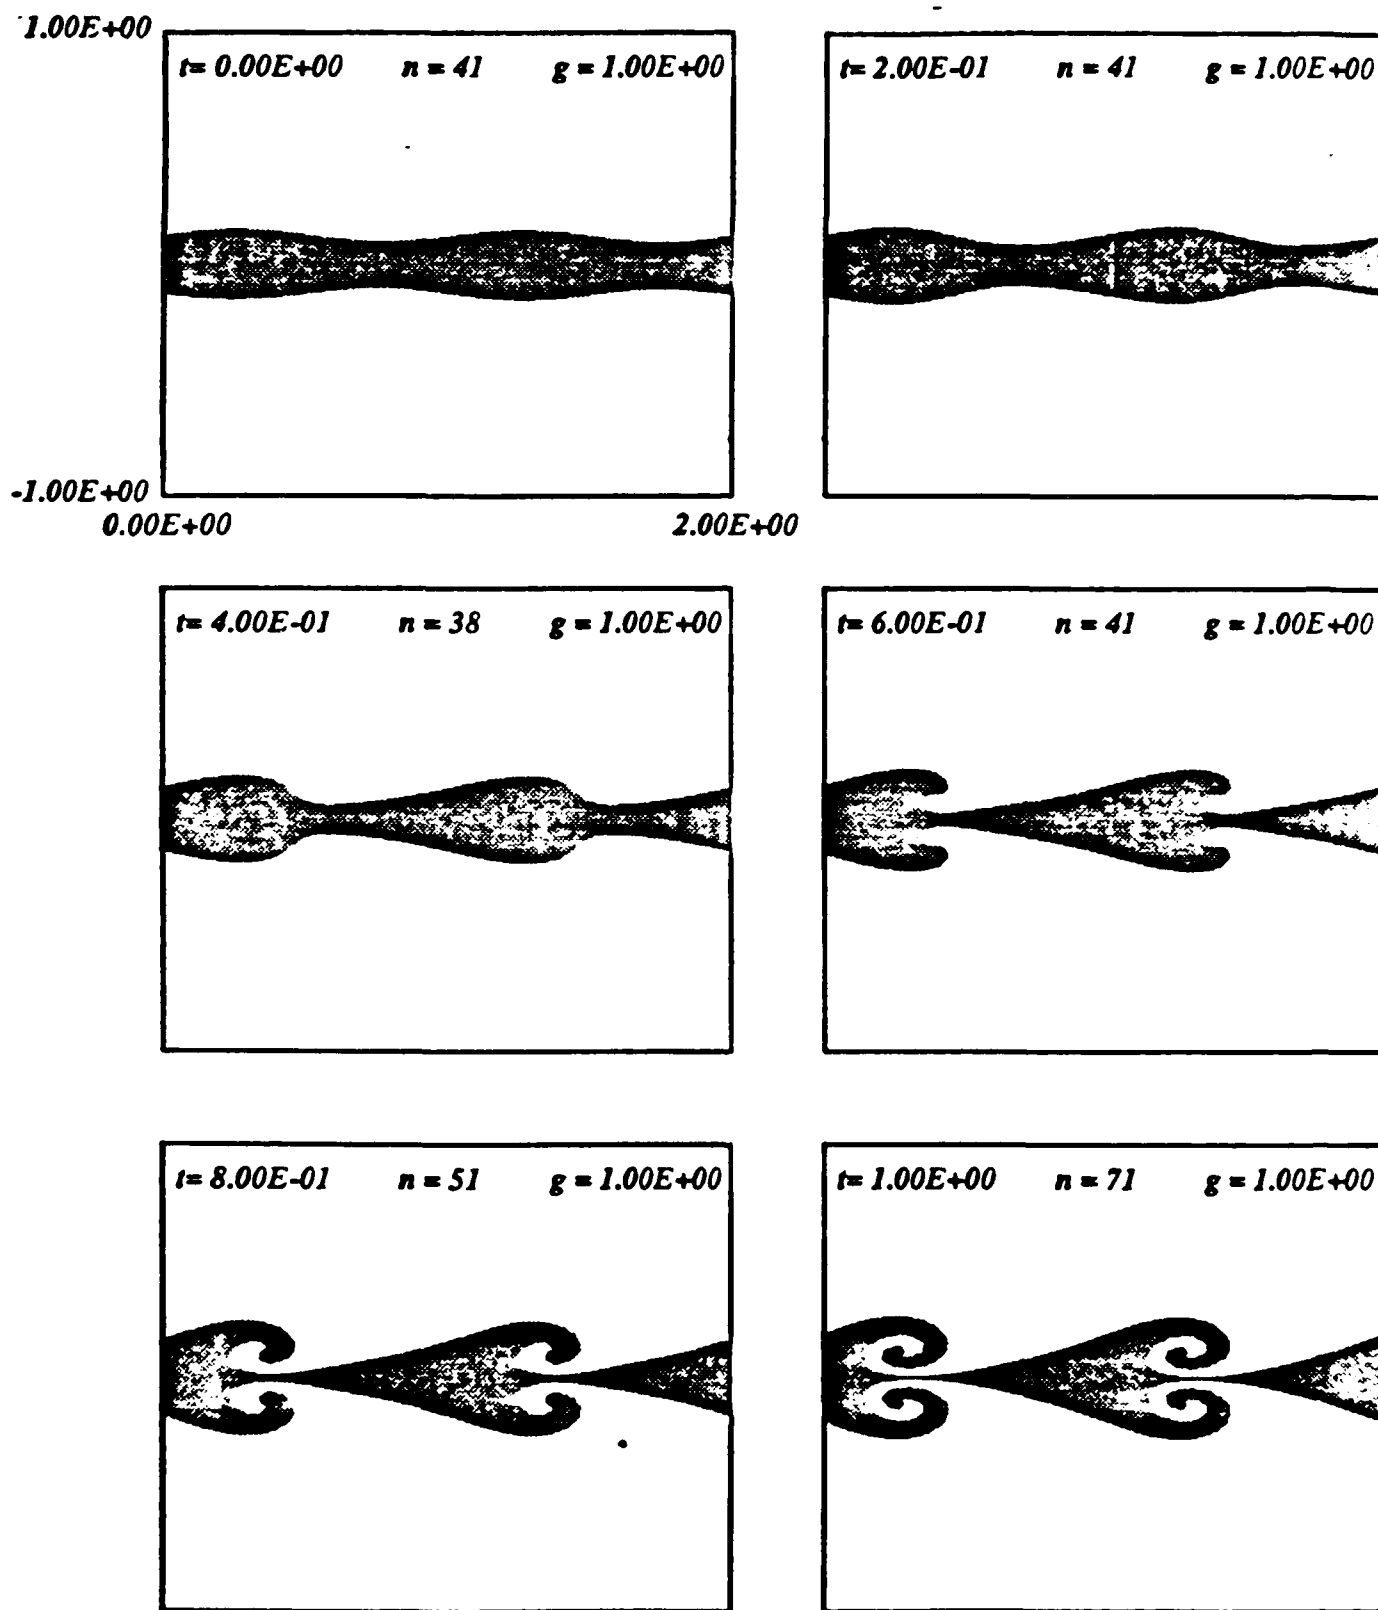 1.00E+00
t= 0.00E+00 n = 41 g = 1.00E+00
t= 2.00E-01 n = 41 g = 1.00E+00
-1.00E+00
0.00E+00 2.00E+00
t= 4.00E-01 n = 38 g = 1.00E+00
t= 6.00E-01 n = 41 g = 1.00E+00
t= 8.00E-01 n = 51 g = 1.00E+00
t= 1.00E+00 n = 71 g = 1.00E+00